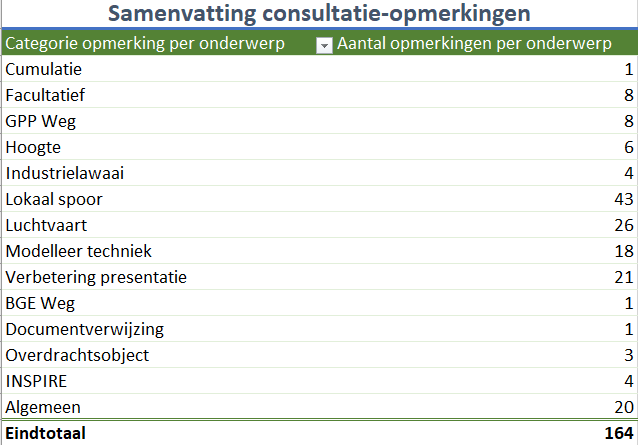 Samenvatting consultatie-opmerkingen
Categorie opmerking per onderwerp Aantal opmerkingen per onderwerp
Cumulatie 1
Facultatief 8
GPP Weg 8
Hoogte 6
Industrielawaai 4
Lokaal spoor 43
Luchtvaart 26
Modelleer techniek 18
Verbetering presentatie 21
BGE Weg 1
Documentverwijzing 1
Overdrachtsobject 3
INSPIRE 4
Algemeen 20
Eindtotaal 164